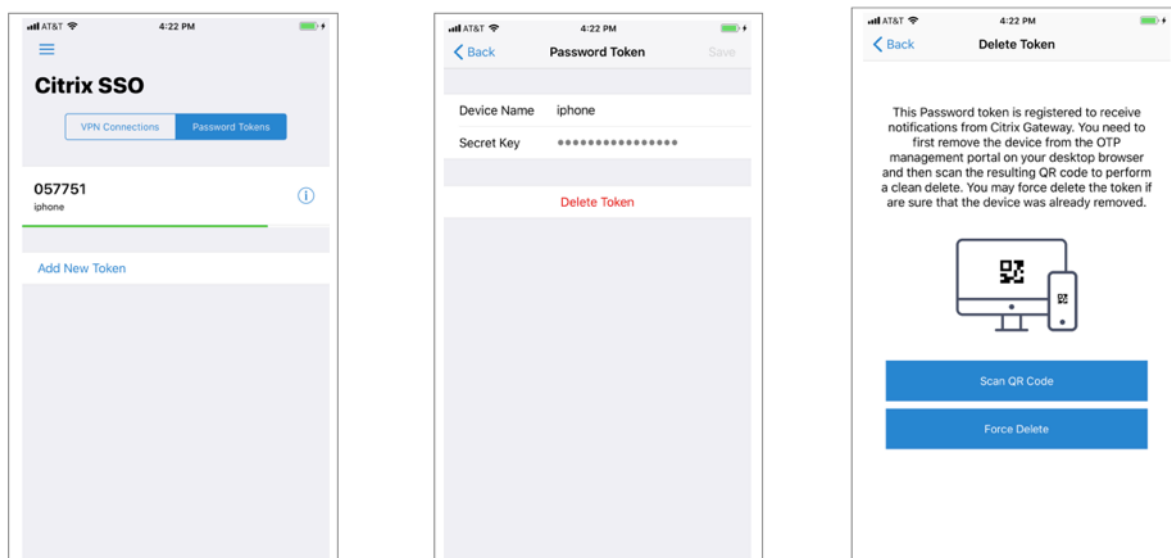 AT&T 4:22 PM
Citrix SSO
VPN Connections Password Tokens
057751
iphone
Add New Token
AT&T 4:22 PM
Back Password Token Save
Device Name iphone
Secret Key ••••••••••••••••
Delete Token
AT&T 4:22 PM
Back Delete Token
This Password token is registered to receive
notifications from Citrix Gateway. You need to
first remove the device from the OTP
management portal on your desktop browser
and then scan the resulting QR code to perform
a clean delete. You may force delete the token if
are sure that the device was already removed.
Scan QR Code
Force Delete